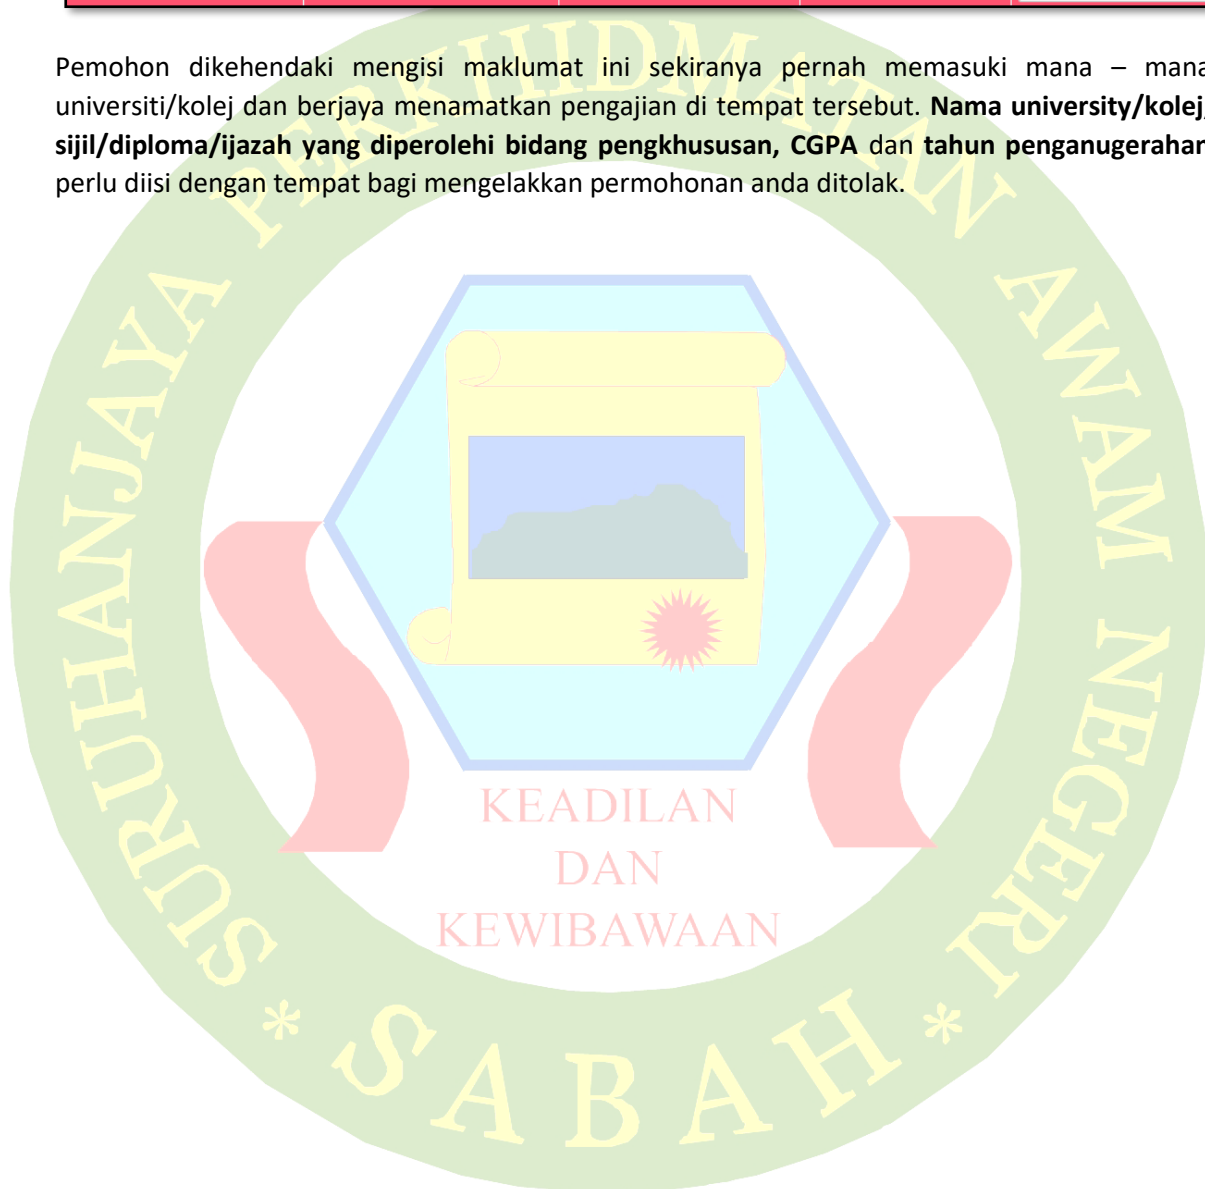 Pemohon dikehendaki mengisi maklumat ini sekiranya pernah memasuki mana – mana
universiti/kolej dan berjaya menamatkan pengajian di tempat tersebut. Nama university/kolej,
sijil/diploma/ijazah yang diperolehi bidang pengkhususan, CGPA dan tahun penganugerahan
perlu diisi dengan tempat bagi mengelakkan permohonan anda ditolak.
SURUHANJAYA PERKHIDMATAN AWAM NEGERI
KEADILAN
DAN
KEWIBAWAAN
* SABAH *